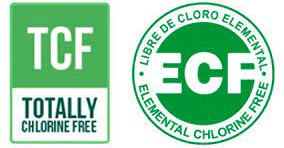 TCF
TOTALLY
CHLORINE FREE
• LIBRE DE CLORO ELEMENTAL •
ECF
ELEMENTAL CHLORINE FREE